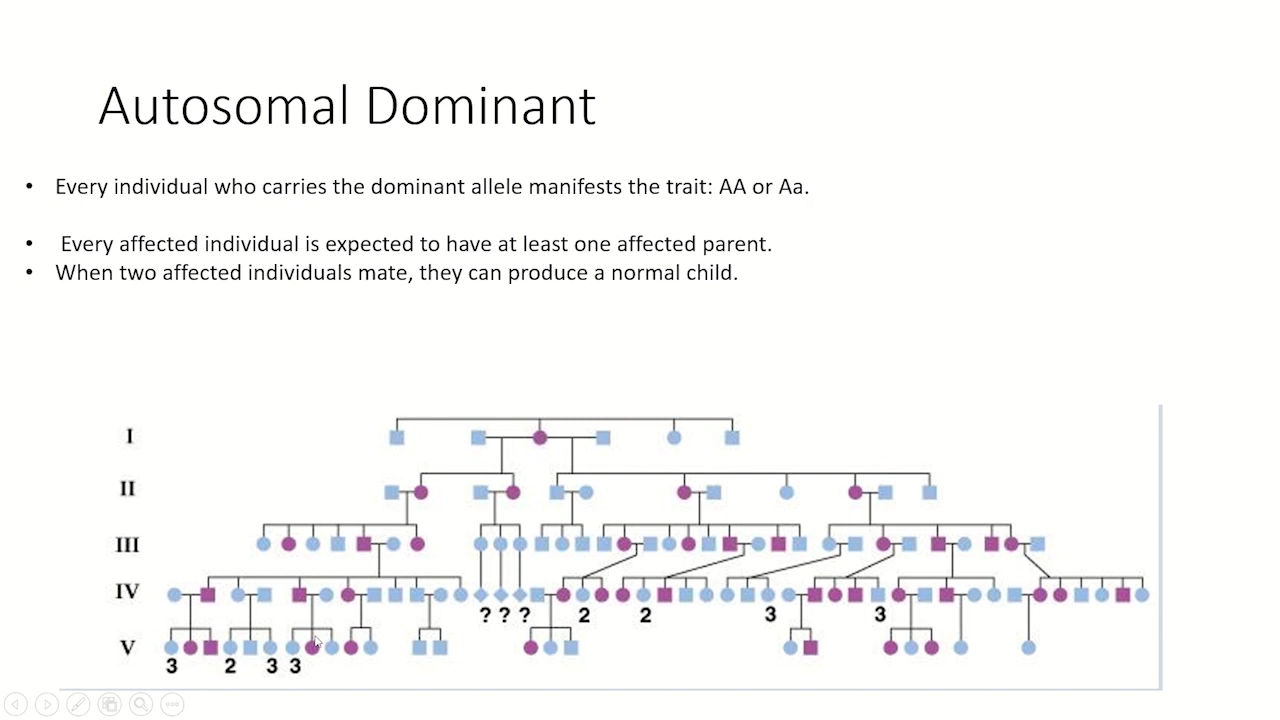 Autosomal Dominant
• Every individual who carries the dominant allele manifests the trait: AA or Aa.
• Every affected individual is expected to have at least one affected parent.
• When two affected individuals mate, they can produce a normal child.
I
II
III
IV
? ? ? 2 2 3 3
V
3 2 3 3